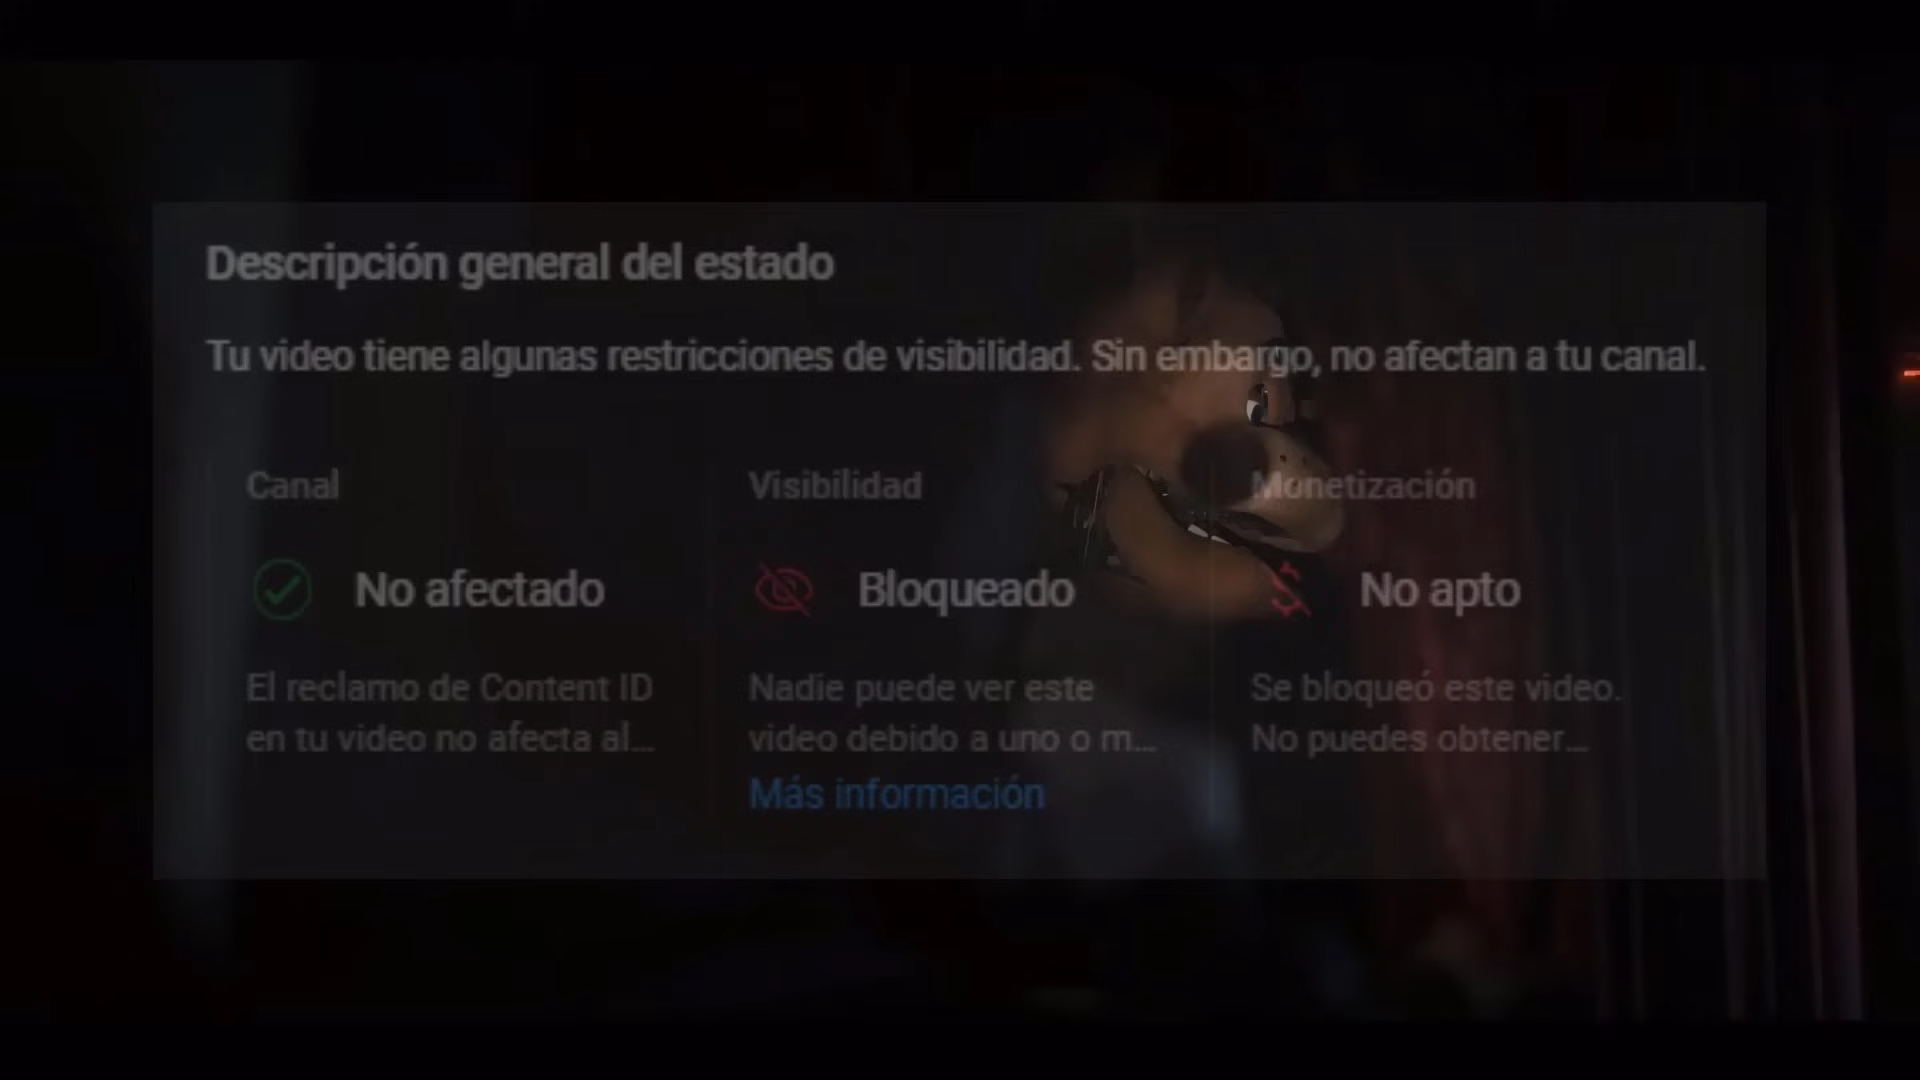 Descripción general del estado
Tu video tiene algunas restricciones de visibilidad. Sin embargo, no afectan a tu canal.
Canal
No afectado
El reclamo de Content ID
en tu video no afecta al...
Visibilidad
Bloqueado
Nadie puede ver este
video debido a uno o m...
Más información
Monetización
No apto
Se bloqueó este video.
No puedes obtener...